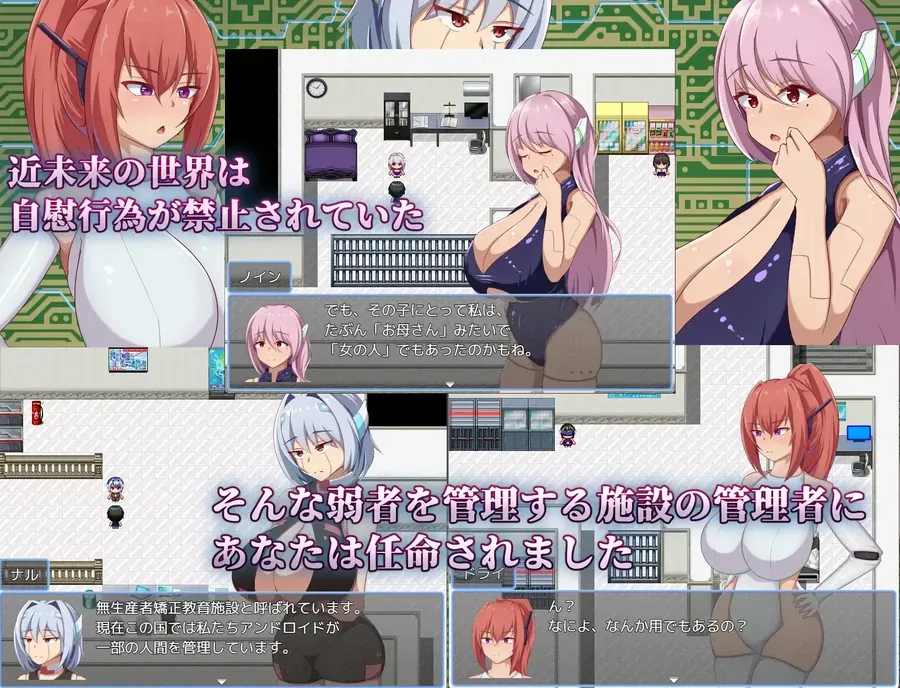 近未来の世界は
自慰行為が禁止されていた
ノイン
でも、その子にとって私は、
たぶん「お母さん」みたいで
「女の人」でもあったのかもね。
そんな弱者を管理する施設の管理者に
あなたは任命されました
ナル
無生産者矯正教育施設と呼ばれています。
現在この国では私たちアンドロイドが
一部の人間を管理しています。
ドライ
ん?
なによ、なんか用でもあるの?